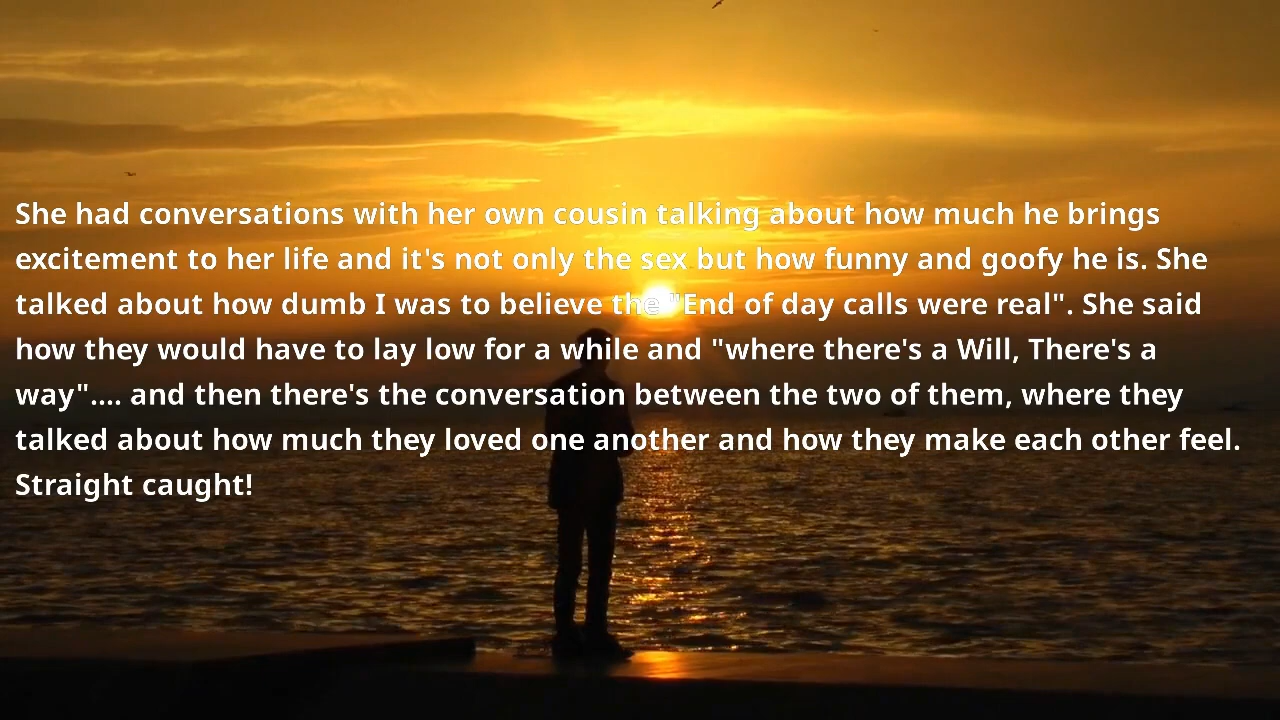 She had conversations with her own cousin talking about how much he brings
excitement to her life and it's not only the sex but how funny and goofy he is. She
talked about how dumb I was to believe the "End of day calls were real". She said
how they would have to lay low for a while and "where there's a Will, There's a
way".... and then there's the conversation between the two of them, where they
talked about how much they loved one another and how they make each other feel.
Straight caught!